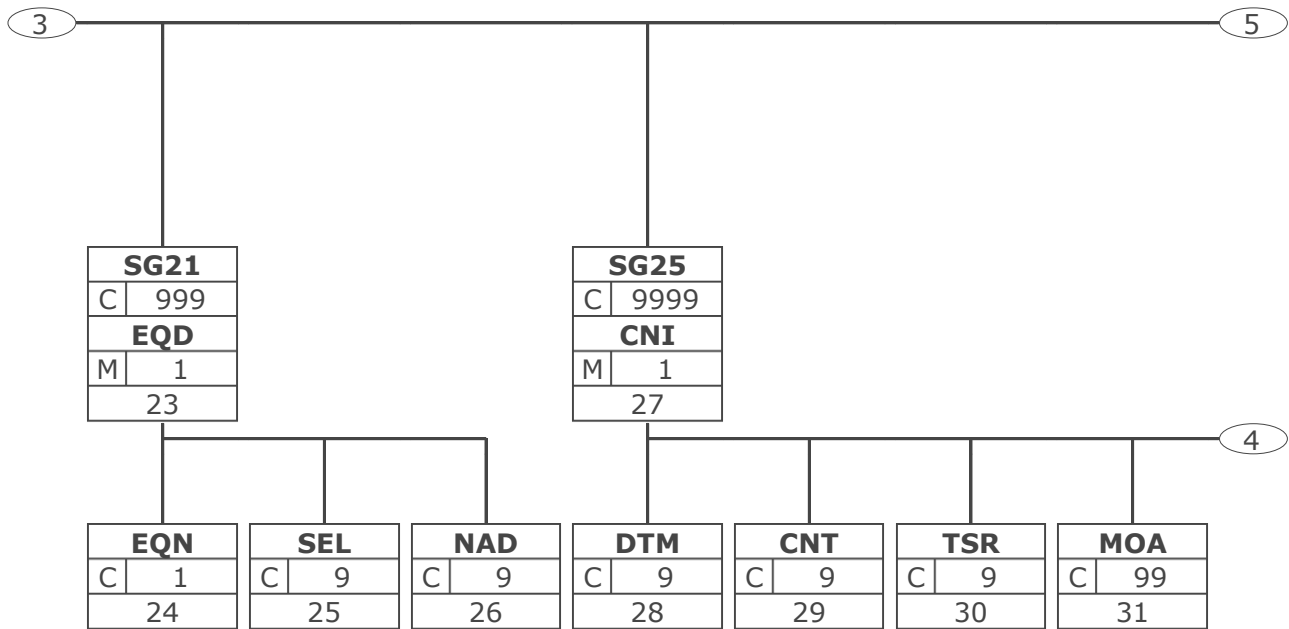 3
5
SG21
C 999
EQD
M 1
23
SG25
C 9999
CNI
M 1
27
4
EQN
C 1
24
SEL
C 9
25
NAD
C 9
26
DTM
C 9
28
CNT
C 9
29
TSR
C 9
30
MOA
C 99
31